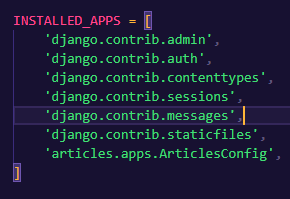 INSTALLED_APPS = [
    'django.contrib.admin',
    'django.contrib.auth',
    'django.contrib.contenttypes',
    'django.contrib.sessions',
    'django.contrib.messages',
    'django.contrib.staticfiles',
    'articles.apps.ArticlesConfig',
]